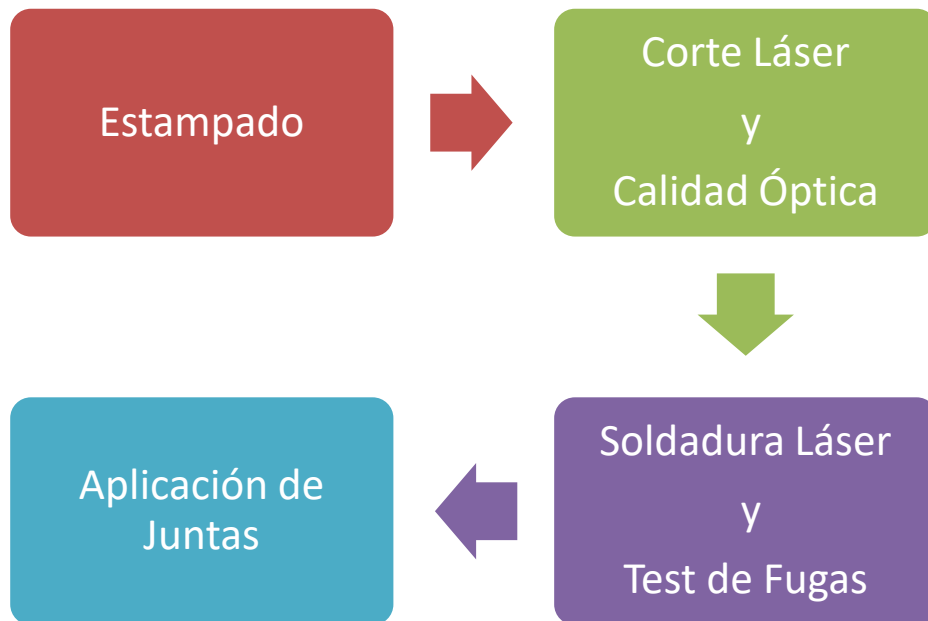 Estampado
Corte Láser
y
Calidad Óptica
Soldadura Láser
y
Test de Fugas
Aplicación de
Juntas